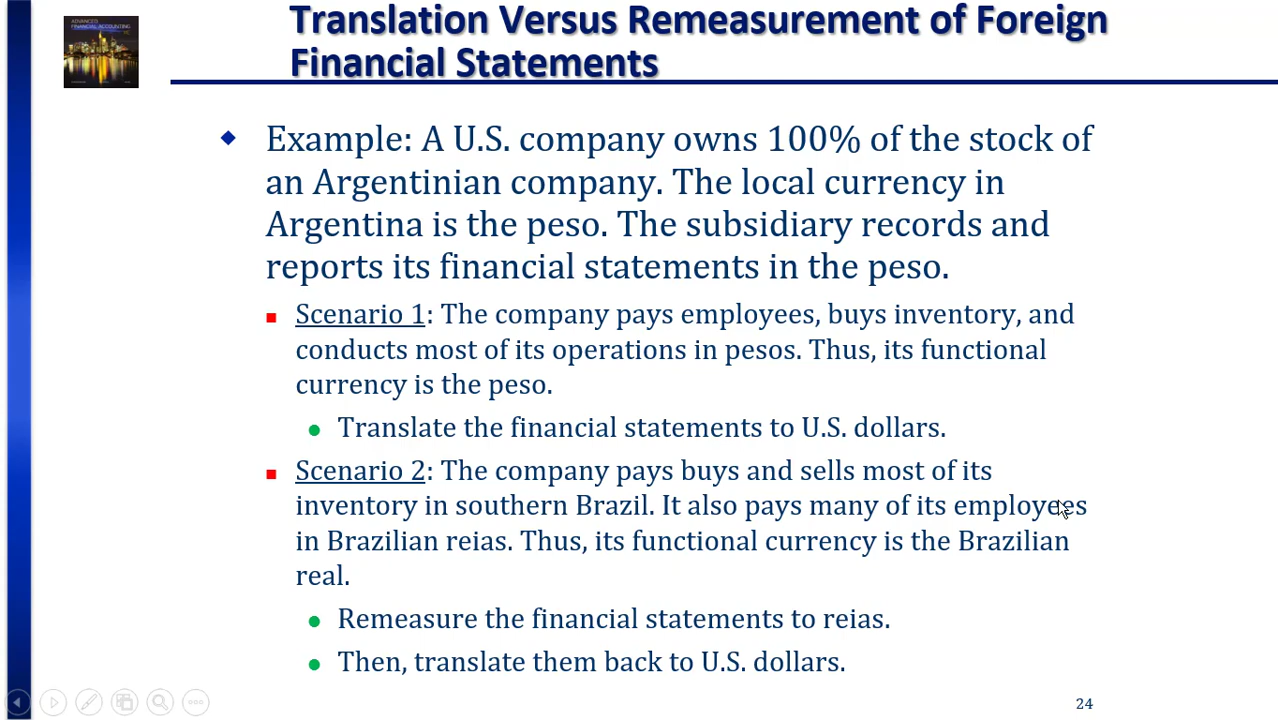 Translation Versus Remeasurement of Foreign
Financial Statements
Example: A U.S. company owns 100% of the stock of
an Argentinian company. The local currency in
Argentina is the peso. The subsidiary records and
reports its financial statements in the peso.
Scenario 1: The company pays employees, buys inventory, and
conducts most of its operations in pesos. Thus, its functional
currency is the peso.
Translate the financial statements to U.S. dollars.
Scenario 2: The company pays buys and sells most of its
inventory in southern Brazil. It also pays many of its employees
in Brazilian reias. Thus, its functional currency is the Brazilian
real.
Remeasure the financial statements to reias.
Then, translate them back to U.S. dollars.
24